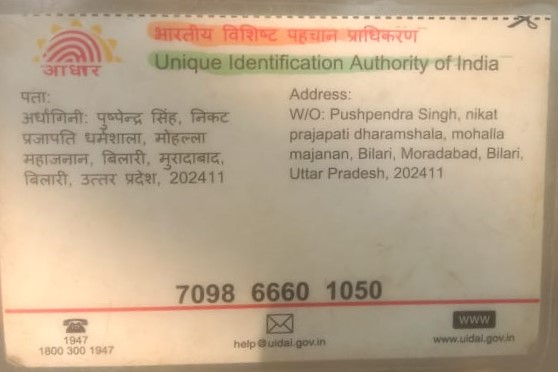 भारतीय विशिष्ट पहचान प्राधिकरण
Unique Identification Authority of India
आधार
पता:
अर्धांगिनी: पुष्पेन्द्र सिंह, निकट
प्रजापति धर्मशाला, मोहल्ला
महाजनान, बिलारी, मुरादाबाद,
बिलारी, उत्तर प्रदेश, 202411
Address:
W/O: Pushpendra Singh, nikat
prajapati dharamshala, mohalla
majanan, Bilari, Moradabad, Bilari,
Uttar Pradesh, 202411
7098 6660 1050
1947
1800 300 1947
help@uidai.gov.in
www
www.uidai.gov.in